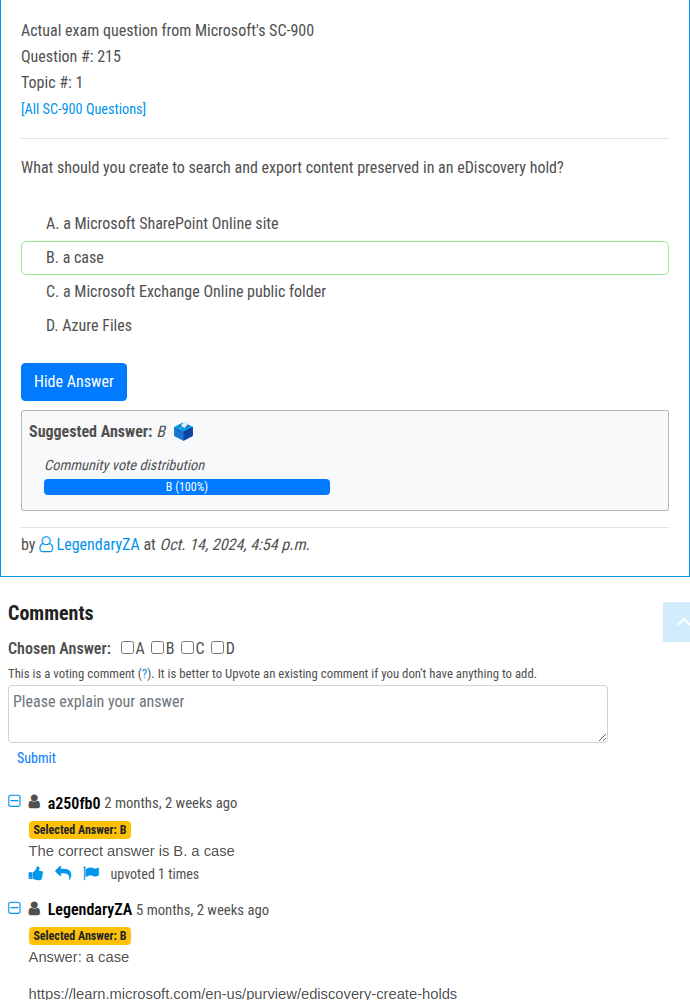 Actual exam question from Microsoft's SC-900
Question #: 215
Topic #: 1
[All SC-900 Questions]
What should you create to search and export content preserved in an eDiscovery hold?
A. a Microsoft SharePoint Online site
B. a case
C. a Microsoft Exchange Online public folder
D. Azure Files
Hide Answer
Suggested Answer: B
Community vote distribution
B (100%)
by LegendaryZA at Oct. 14, 2024, 4:54 p.m.
Comments
Chosen Answer: A B C D
This is a voting comment (?). It is better to Upvote an existing comment if you don't have anything to add.
Please explain your answer
Submit
a250fb0 2 months, 2 weeks ago
Selected Answer: B
The correct answer is B. a case
upvoted 1 times
LegendaryZA 5 months, 2 weeks ago
Selected Answer: B
Answer: a case
https://learn.microsoft.com/en-us/purview/ediscovery-create-holds